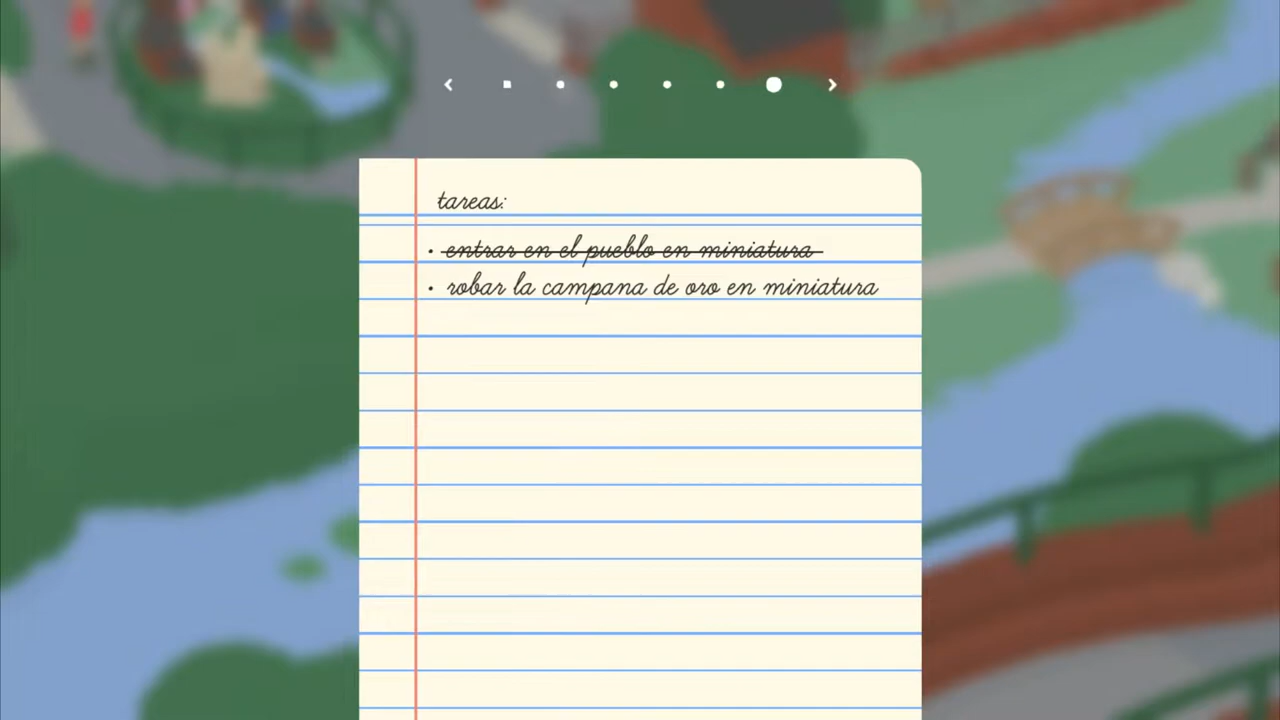 tareas:
• entrar en el pueblo en miniatura
• robar la campana de oro en miniatura